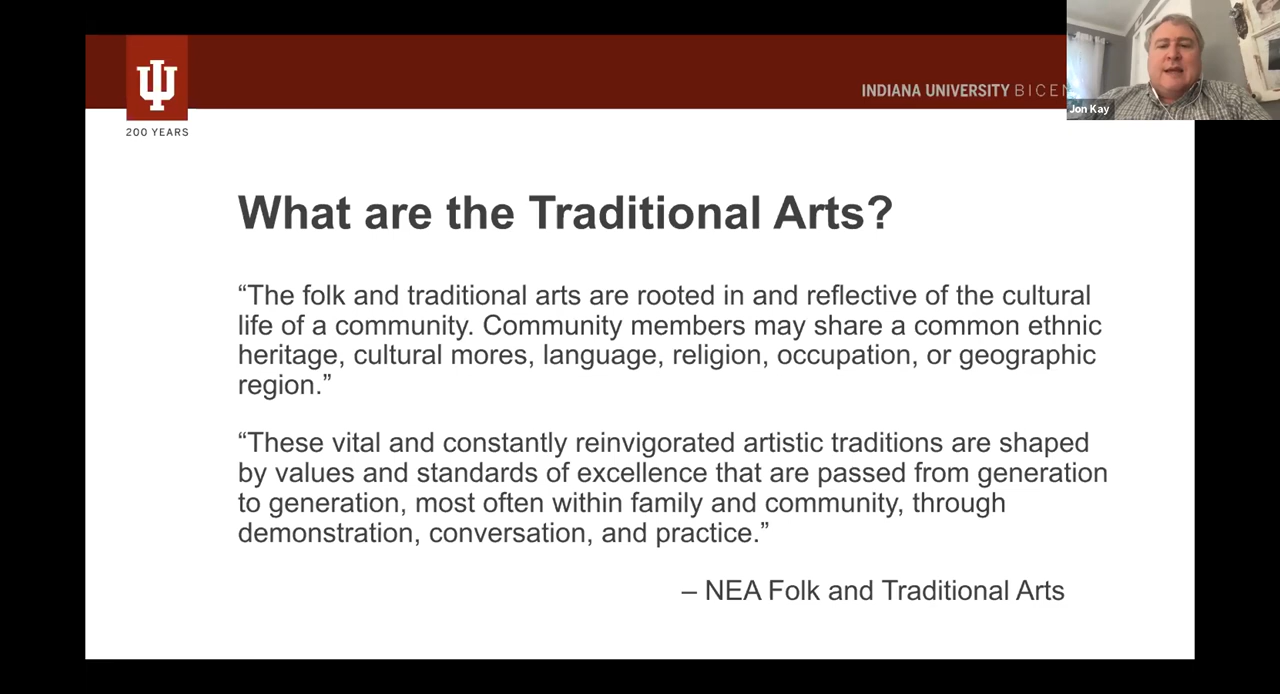 INDIANA UNIVERSITY BICEN
Jon Kay
200 YEARS
What are the Traditional Arts?
“The folk and traditional arts are rooted in and reflective of the cultural
life of a community. Community members may share a common ethnic
heritage, cultural mores, language, religion, occupation, or geographic
region.”
“These vital and constantly reinvigorated artistic traditions are shaped
by values and standards of excellence that are passed from generation
to generation, most often within family and community, through
demonstration, conversation, and practice.”
– NEA Folk and Traditional Arts